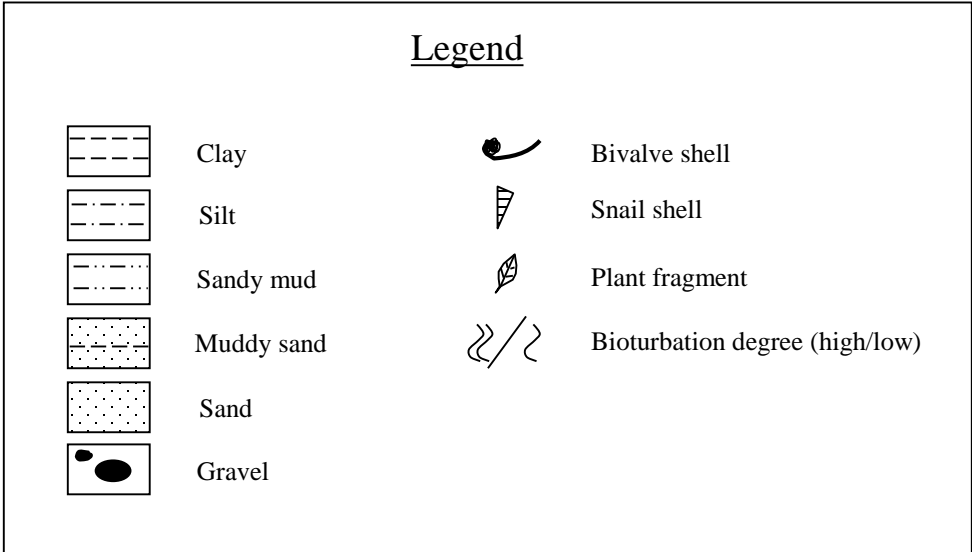 Legend
Clay
Silt
Sandy mud
Muddy sand
Sand
Gravel
Bivalve shell
Snail shell
Plant fragment
Bioturbation degree (high/low)